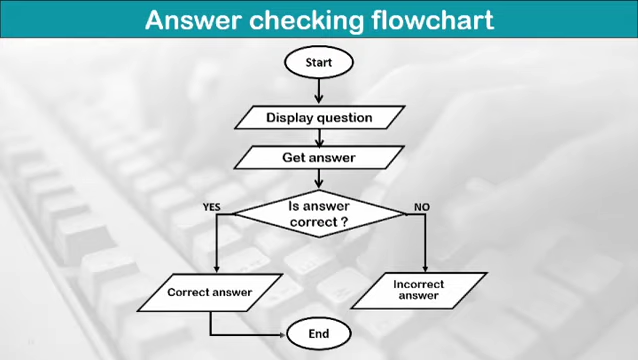 Answer checking flowchart
Start
Display question
Get answer
Is answer
correct ?
YES
NO
Correct answer
Incorrect
answer
End